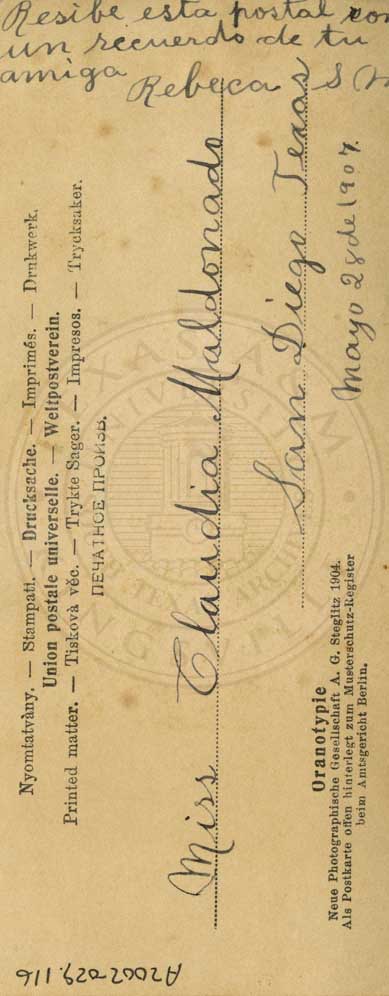 Resibe esta postal con
un recuerdo de tu
amiga
Rebeca S M
Nyomtatvàny. — Stampati. — Drucksache. — Imprimés. — Drukwerk.
Union postale universelle. — Weltpostverein.
Printed matter. — Tiskovà věc. — Trykte Sager. — Impresos. — Trycksaker.
ПЕЧАТНОЕ ПРОИЗВ.
Miss Claudia Maldonado
San Diego Texas
Mayo 28 de 1907.
Oranotypie
Neue Photographische Gesellschaft A. G. Steglitz 1904.
Als Postkarte offen hinterlegt zum Musterschutz-Register
beim Amtsgericht Berlin.
A2002-029.116